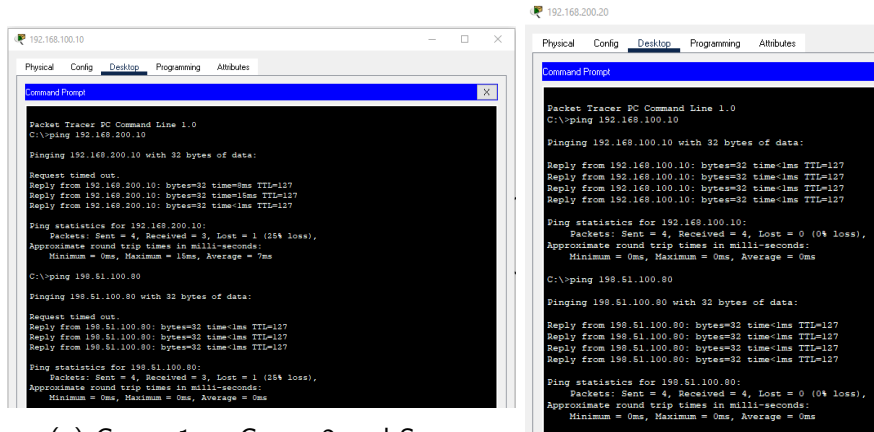 192.168.100.10
Physical Config Desktop Programming Attributes
Command Prompt
X
Packet Tracer PC Command Line 1.0
C:\>ping 192.168.200.10
Pinging 192.168.200.10 with 32 bytes of data:
Request timed out.
Reply from 192.168.200.10: bytes=32 time=8ms TTL=127
Reply from 192.168.200.10: bytes=32 time=15ms TTL=127
Reply from 192.168.200.10: bytes=32 time<1ms TTL=127
Ping statistics for 192.168.200.10:
Packets: Sent = 4, Received = 3, Lost = 1 (25% loss),
Approximate round trip times in milli-seconds:
Minimum = 0ms, Maximum = 15ms, Average = 7ms
C:\>ping 198.51.100.80
Pinging 198.51.100.80 with 32 bytes of data:
Request timed out.
Reply from 198.51.100.80: bytes=32 time<1ms TTL=127
Reply from 198.51.100.80: bytes=32 time<1ms TTL=127
Reply from 198.51.100.80: bytes=32 time<1ms TTL=127
Ping statistics for 198.51.100.80:
Packets: Sent = 4, Received = 3, Lost = 1 (25% loss),
Approximate round trip times in milli-seconds:
Minimum = 0ms, Maximum = 0ms, Average = 0ms
192.168.200.20
Physical Config Desktop Programming Attributes
Command Prompt
Packet Tracer PC Command Line 1.0
C:\>ping 192.168.100.10
Pinging 192.168.100.10 with 32 bytes of data:
Reply from 192.168.100.10: bytes=32 time<1ms TTL=127
Reply from 192.168.100.10: bytes=32 time<1ms TTL=127
Reply from 192.168.100.10: bytes=32 time<1ms TTL=127
Reply from 192.168.100.10: bytes=32 time<1ms TTL=127
Ping statistics for 192.168.100.10:
Packets: Sent = 4, Received = 4, Lost = 0 (0% loss),
Approximate round trip times in milli-seconds:
Minimum = 0ms, Maximum = 0ms, Average = 0ms
C:\>ping 198.51.100.80
Pinging 198.51.100.80 with 32 bytes of data:
Reply from 198.51.100.80: bytes=32 time<1ms TTL=127
Reply from 198.51.100.80: bytes=32 time<1ms TTL=127
Reply from 198.51.100.80: bytes=32 time<1ms TTL=127
Reply from 198.51.100.80: bytes=32 time<1ms TTL=127
Ping statistics for 198.51.100.80:
Packets: Sent = 4, Received = 4, Lost = 0 (0% loss),
Approximate round trip times in milli-seconds:
Minimum = 0ms, Maximum = 0ms, Average = 0ms